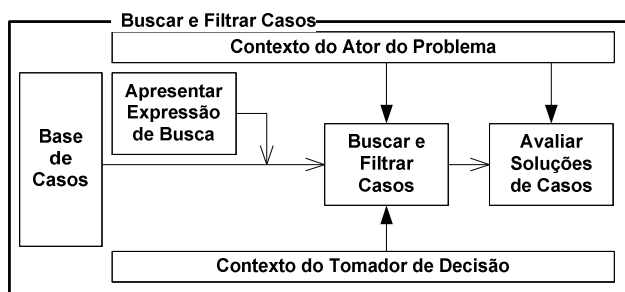 Buscar e Filtrar Casos
Contexto do Ator do Problema
Apresentar
Expressão
de Busca
Base
de
Casos
Buscar e
Filtrar
Casos
Avaliar
Soluções
de Casos
Contexto do Tomador de Decisão